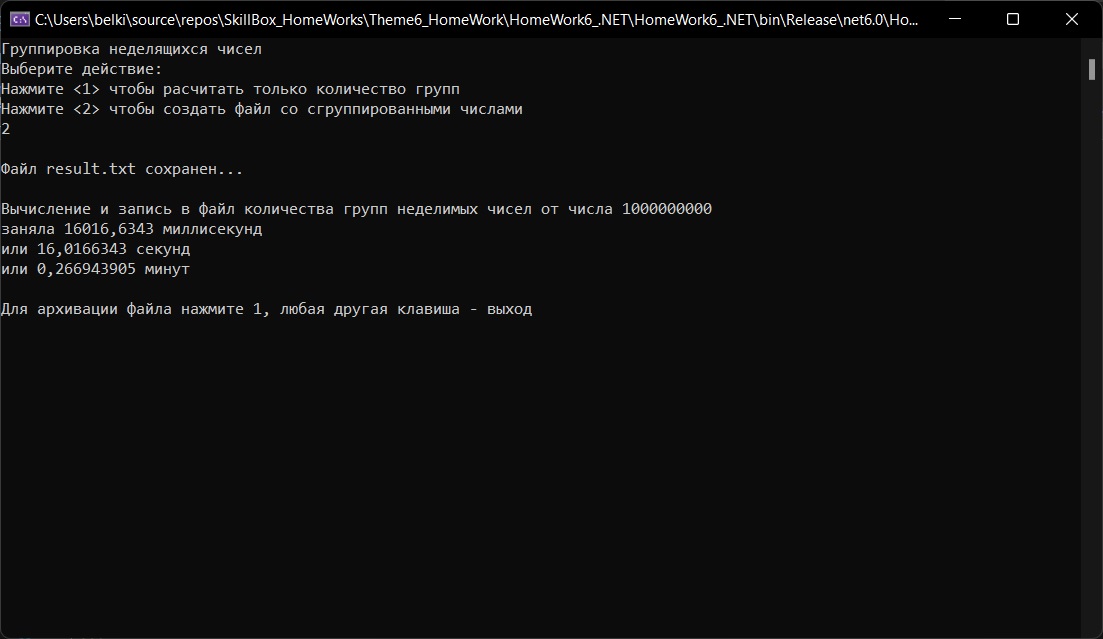 C:\Users\belki\source\repos\SkillBox_HomeWorks\Theme6_HomeWork\HomeWork6_.NET\HomeWork6_.NET\bin\Release\net6.0\Ho...
Группировка неделящихся чисел
Выберите действие:
Нажмите <1> чтобы расчитать только количество групп
Нажмите <2> чтобы создать файл со сгруппированными числами
2
Файл result.txt сохранен...
Вычисление и запись в файл количества групп неделимых чисел от числа 1000000000
заняла 16016,6343 миллисекунд
или 16,0166343 секунд
или 0,266943905 минут
Для архивации файла нажмите 1, любая другая клавиша - выход